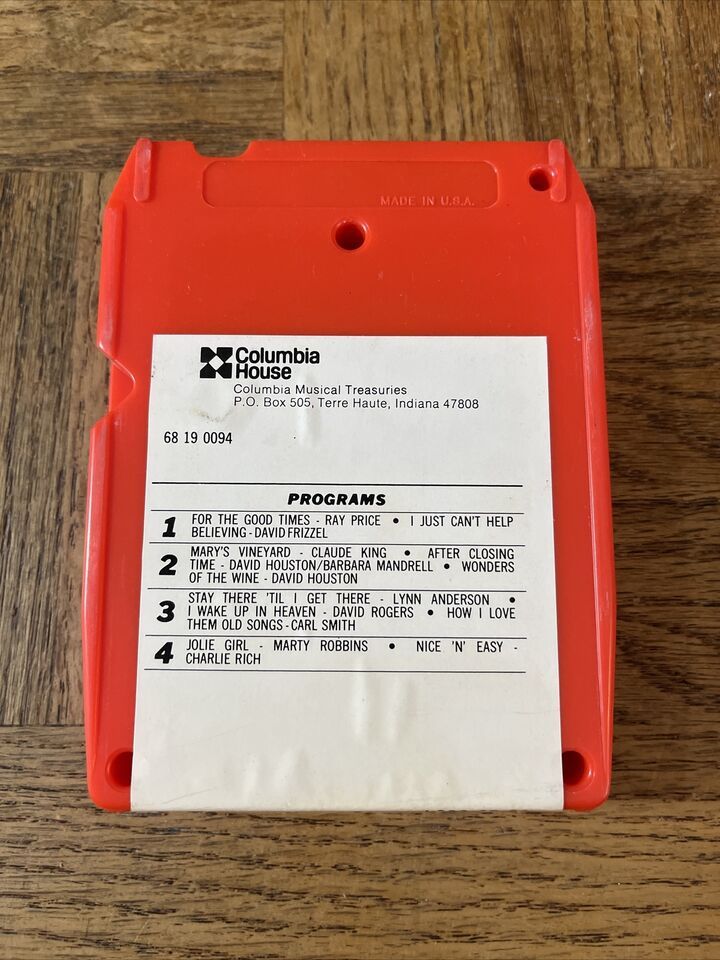 MADE IN U.S.A.
Columbia
House
Columbia Musical Treasuries
P.O. Box 505, Terre Haute, Indiana 47808
68 19 0094
PROGRAMS
1 FOR THE GOOD TIMES - RAY PRICE • I JUST CAN'T HELP
BELIEVING - DAVID FRIZZEL
2 MARY'S VINEYARD - CLAUDE KING • AFTER CLOSING
TIME - DAVID HOUSTON/BARBARA MANDRELL • WONDERS
OF THE WINE - DAVID HOUSTON
3 STAY THERE 'TIL I GET THERE - LYNN ANDERSON •
I WAKE UP IN HEAVEN - DAVID ROGERS • HOW I LOVE
THEM OLD SONGS - CARL SMITH
4 JOLIE GIRL - MARTY ROBBINS • NICE 'N' EASY -
CHARLIE RICH